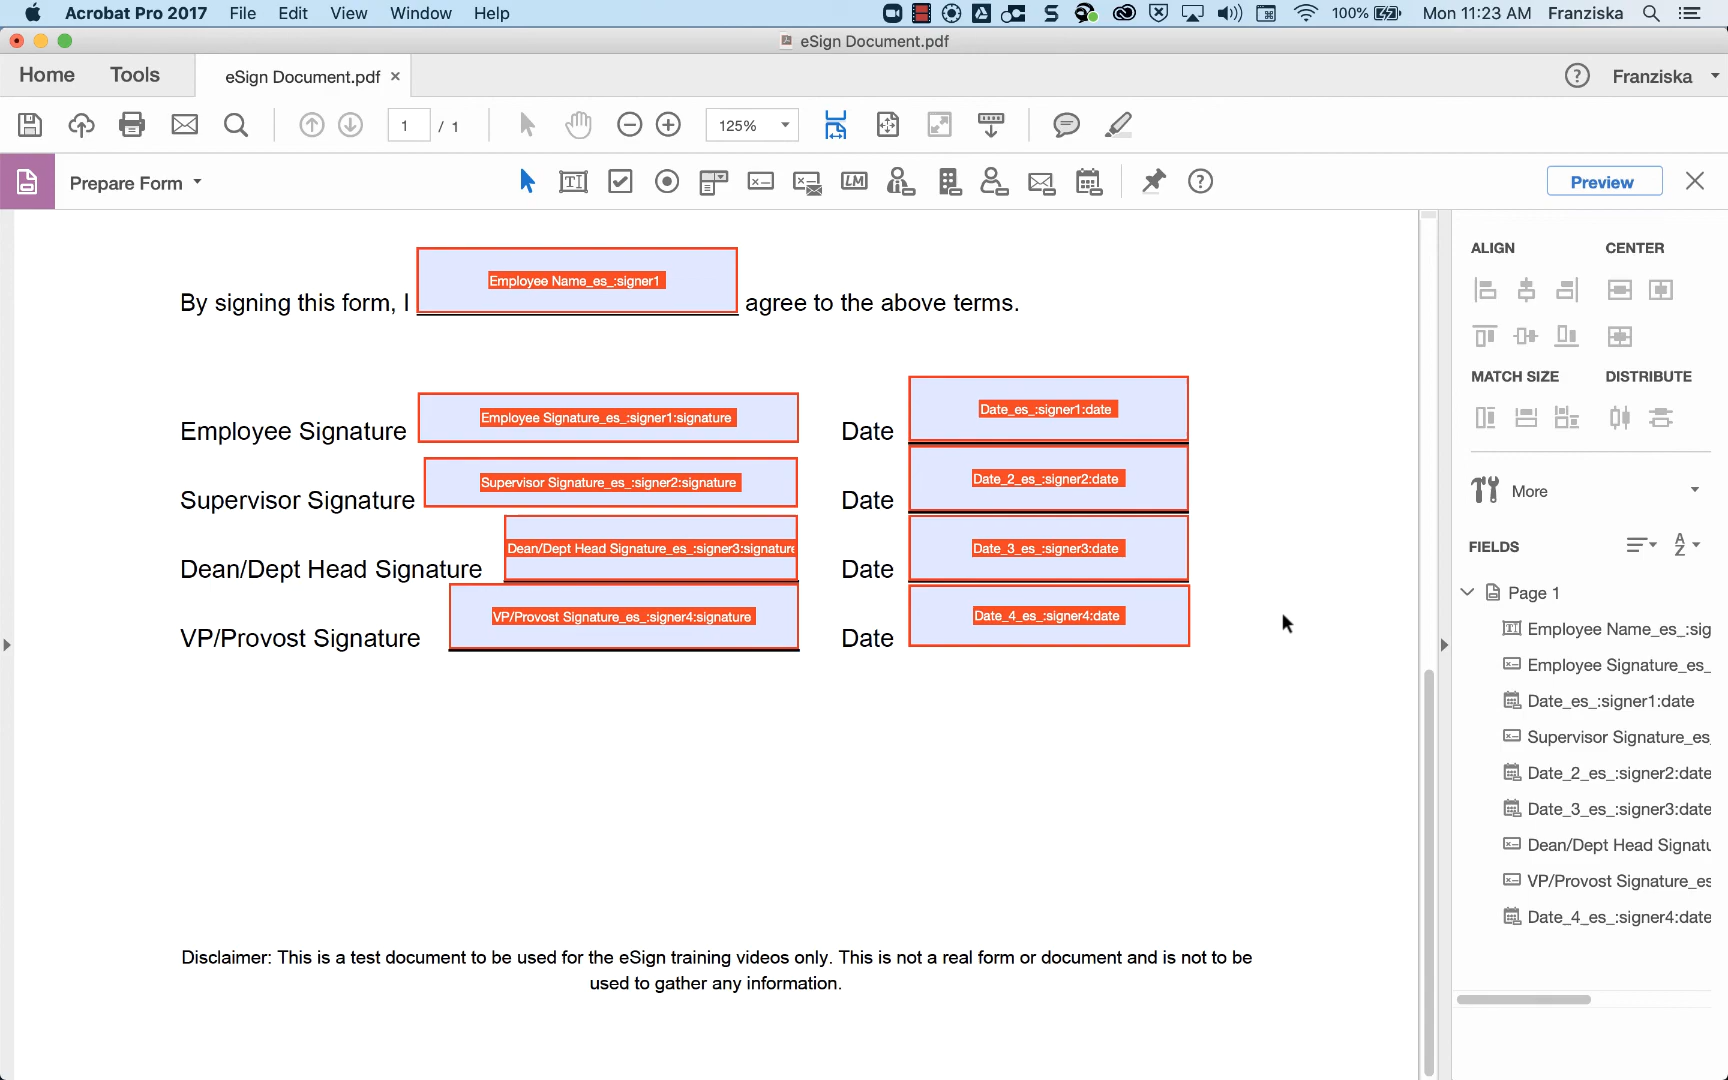 Acrobat Pro 2017 File Edit View Window Help 100% Mon 11:23 AM Franziska
eSign Document.pdf
Home Tools eSign Document.pdf × ? Franziska
1 / 1 125%
Prepare Form Preview
By signing this form, I Employee Name_es_:signer1 agree to the above terms.
Employee Signature Employee Signature_es_:signer1:signature Date Date_es_:signer1:date
Supervisor Signature Supervisor Signature_es_:signer2:signature Date Date_2_es_:signer2:date
Dean/Dept Head Signature Dean/Dept Head Signature_es_:signer3:signature Date Date_3_es_:signer3:date
VP/Provost Signature VP/Provost Signature_es_:signer4:signature Date Date_4_es_:signer4:date
Disclaimer: This is a test document to be used for the eSign training videos only. This is not a real form or document and is not to be
used to gather any information.
ALIGN CENTER
MATCH SIZE DISTRIBUTE
More
FIELDS
Page 1
Employee Name_es_:sig
Employee Signature_es_
Date_es_:signer1:date
Supervisor Signature_es_
Date_2_es_:signer2:date
Date_3_es_:signer3:date
Dean/Dept Head Signatu
VP/Provost Signature_es
Date_4_es_:signer4:date